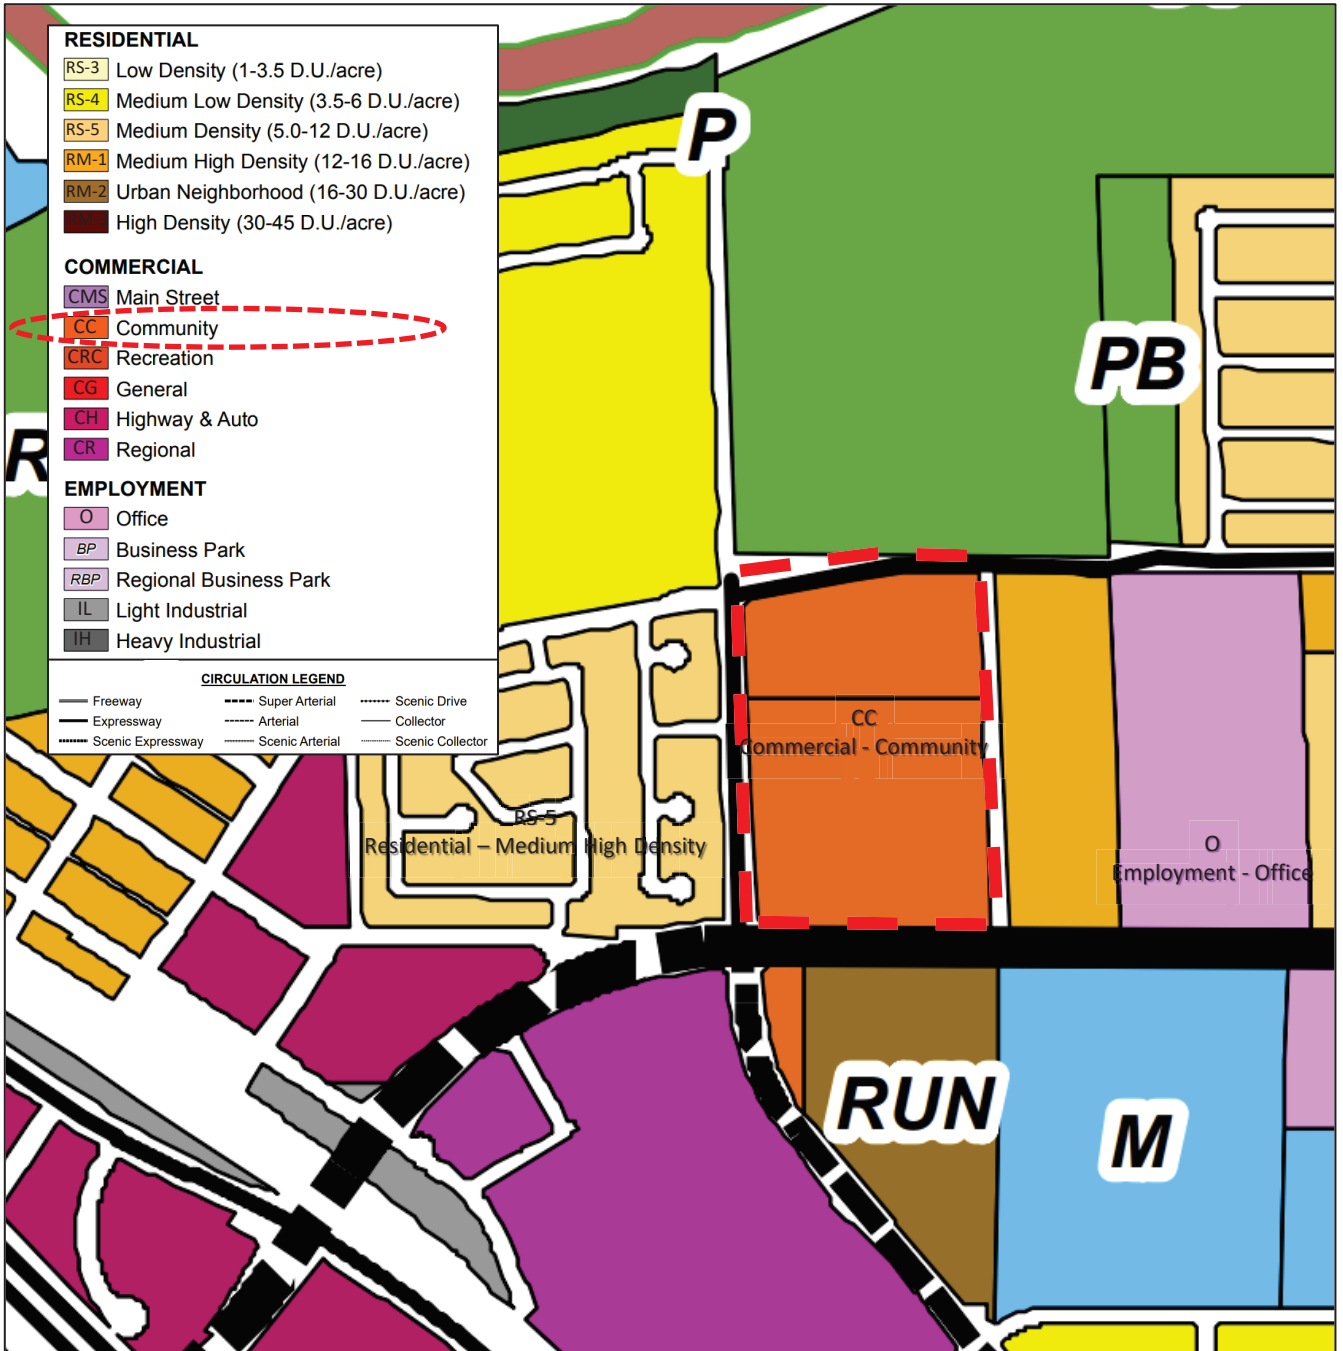 RESIDENTIAL
RS-3 Low Density (1-3.5 D.U./acre)
RS-4 Medium Low Density (3.5-6 D.U./acre)
RS-5 Medium Density (5.0-12 D.U./acre)
RM-1 Medium High Density (12-16 D.U./acre)
RM-2 Urban Neighborhood (16-30 D.U./acre)
High Density (30-45 D.U./acre)
COMMERCIAL
CMS Main Street
CC Community
CRC Recreation
CG General
CH Highway & Auto
CR Regional
EMPLOYMENT
O Office
BP Business Park
RBP Regional Business Park
IL Light Industrial
IH Heavy Industrial
CIRCULATION LEGEND
Freeway Super Arterial Scenic Drive
Expressway Arterial Collector
Scenic Expressway Scenic Arterial Scenic Collector
P
PB
R
CC
Commercial - Community
RS-5
Residential – Medium High Density
O
Employment - Office
RUN
M